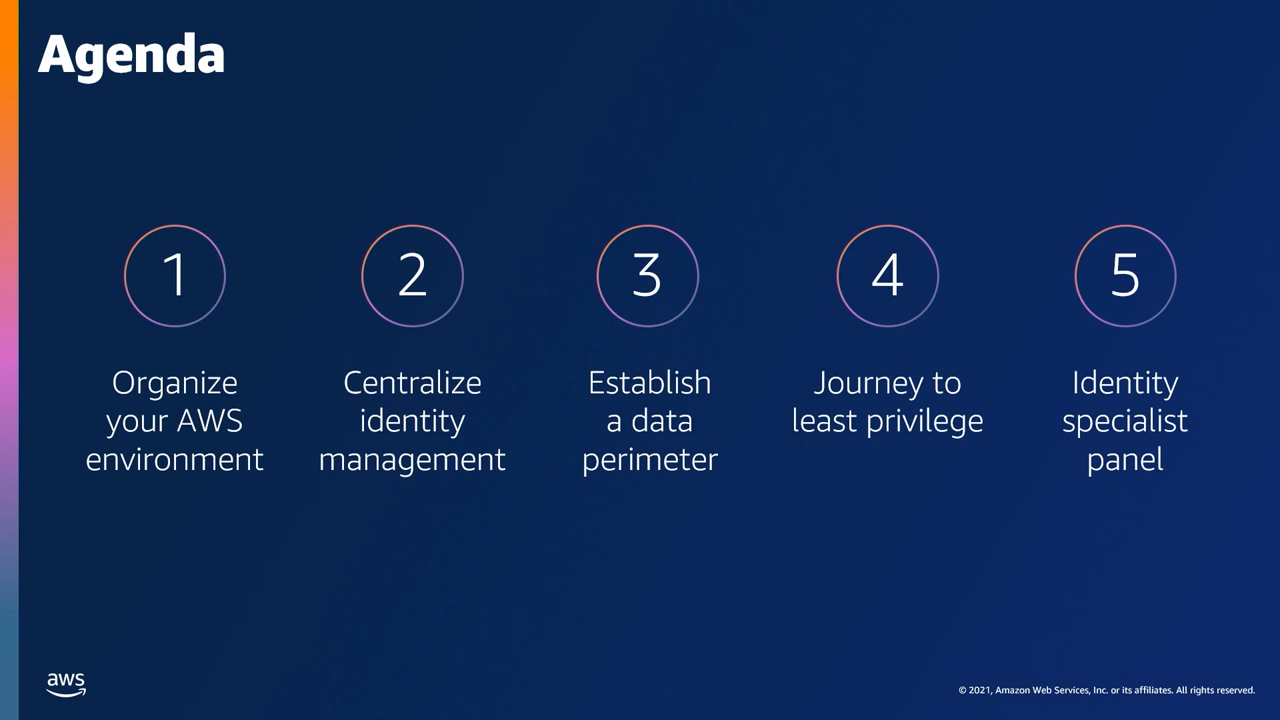 Agenda
1
Organize
your AWS
environment
2
Centralize
identity
management
3
Establish
a data
perimeter
4
Journey to
least privilege
5
Identity
specialist
panel
aws
© 2021, Amazon Web Services, Inc. or its affiliates. All rights reserved.